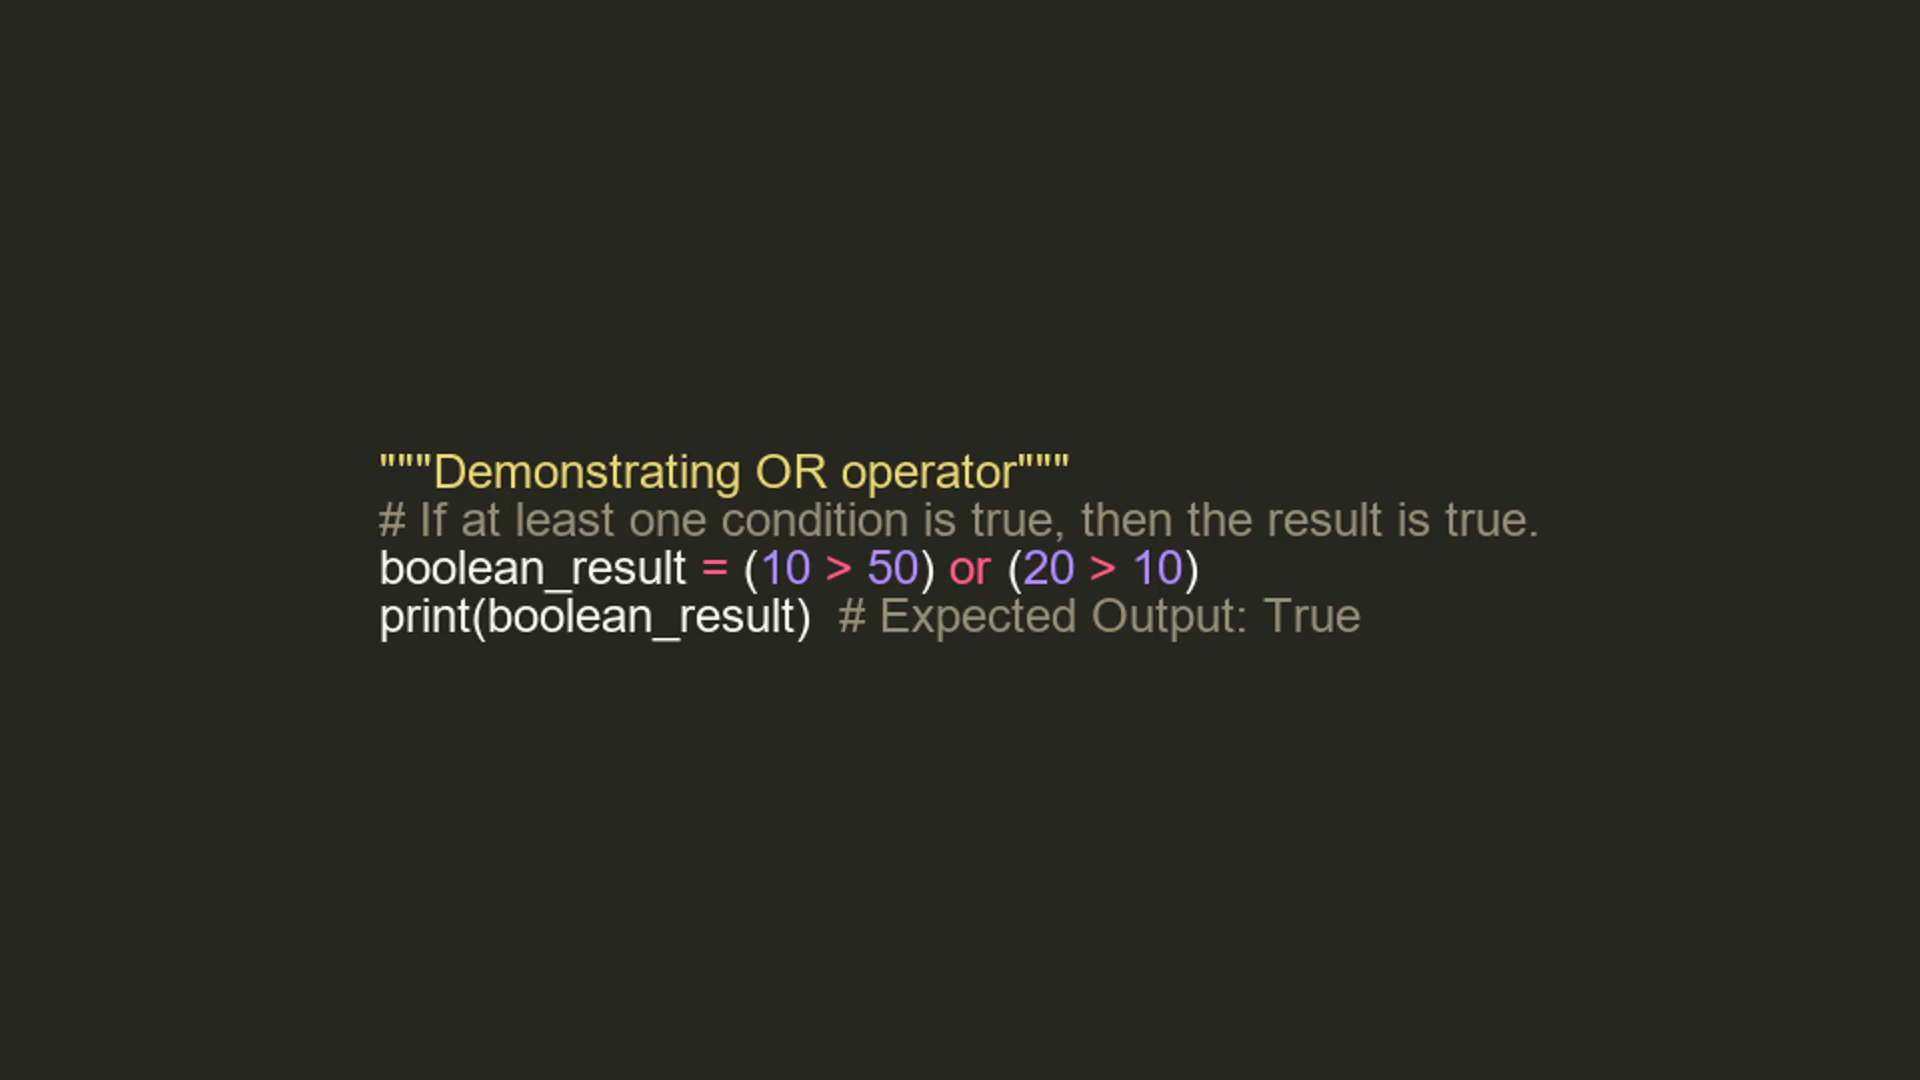 """Demonstrating OR operator"""
# If at least one condition is true, then the result is true.
boolean_result = (10 > 50) or (20 > 10)
print(boolean_result)  # Expected Output: True